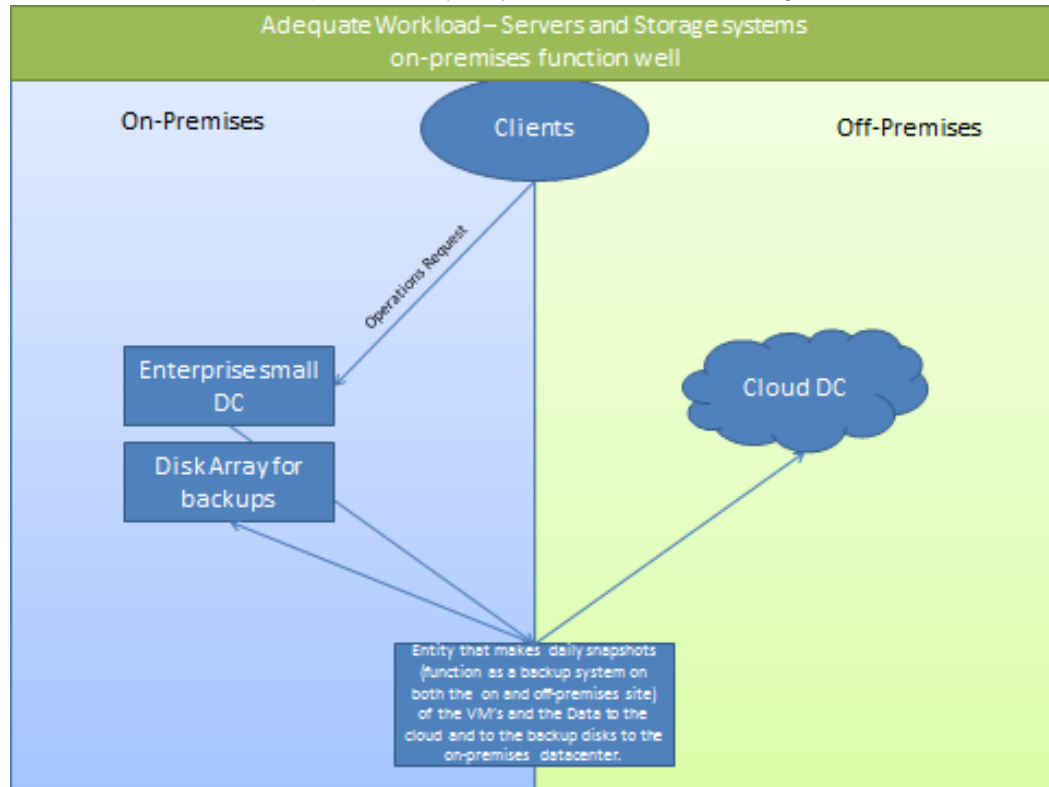 Adequate Workload – Servers and Storage systems
on-premises function well
On-Premises
Clients
Off-Premises
Operations Request
Enterprise small
DC
Cloud DC
Disk Array for
backups
Entity that makes daily snapshots
(function as a backup system on
both the on and off-premises site)
of the VM's and the Data to the
cloud and to the backup disks to the
on-premises datacenter.